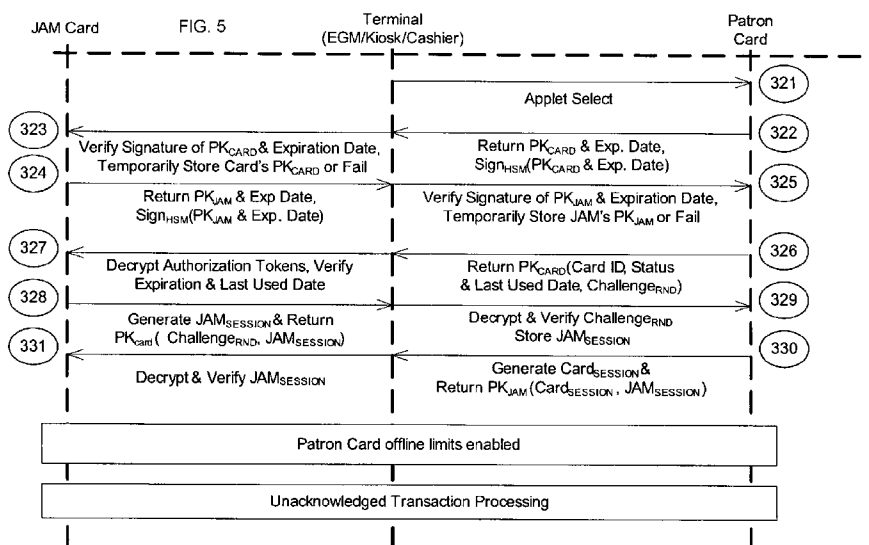 JAM Card
FIG. 5
Terminal
(EGM/Kiosk/Cashier)
Patron
Card
321
Applet Select
323
322
Verify Signature of PK_CARD & Expiration Date,
Temporarily Store Card's PK_CARD or Fail
Return PK_CARD & Exp. Date,
Sign_HSM(PK_CARD & Exp. Date)
324
325
Return PK_JAM & Exp Date,
Sign_HSM(PK_JAM & Exp. Date)
Verify Signature of PK_JAM & Expiration Date,
Temporarily Store JAM's PK_JAM or Fail
327
326
Decrypt Authorization Tokens, Verify
Expiration & Last Used Date
Return PK_CARD(Card ID, Status
& Last Used Date, Challenge_RND)
328
329
Generate JAM_SESSION & Return
PK_card( Challenge_RND, JAM_SESSION)
Decrypt & Verify Challenge_RND
Store JAM_SESSION
331
330
Decrypt & Verify JAM_SESSION
Generate Card_SESSION &
Return PK_JAM(Card_SESSION, JAM_SESSION)
Patron Card offline limits enabled
Unacknowledged Transaction Processing